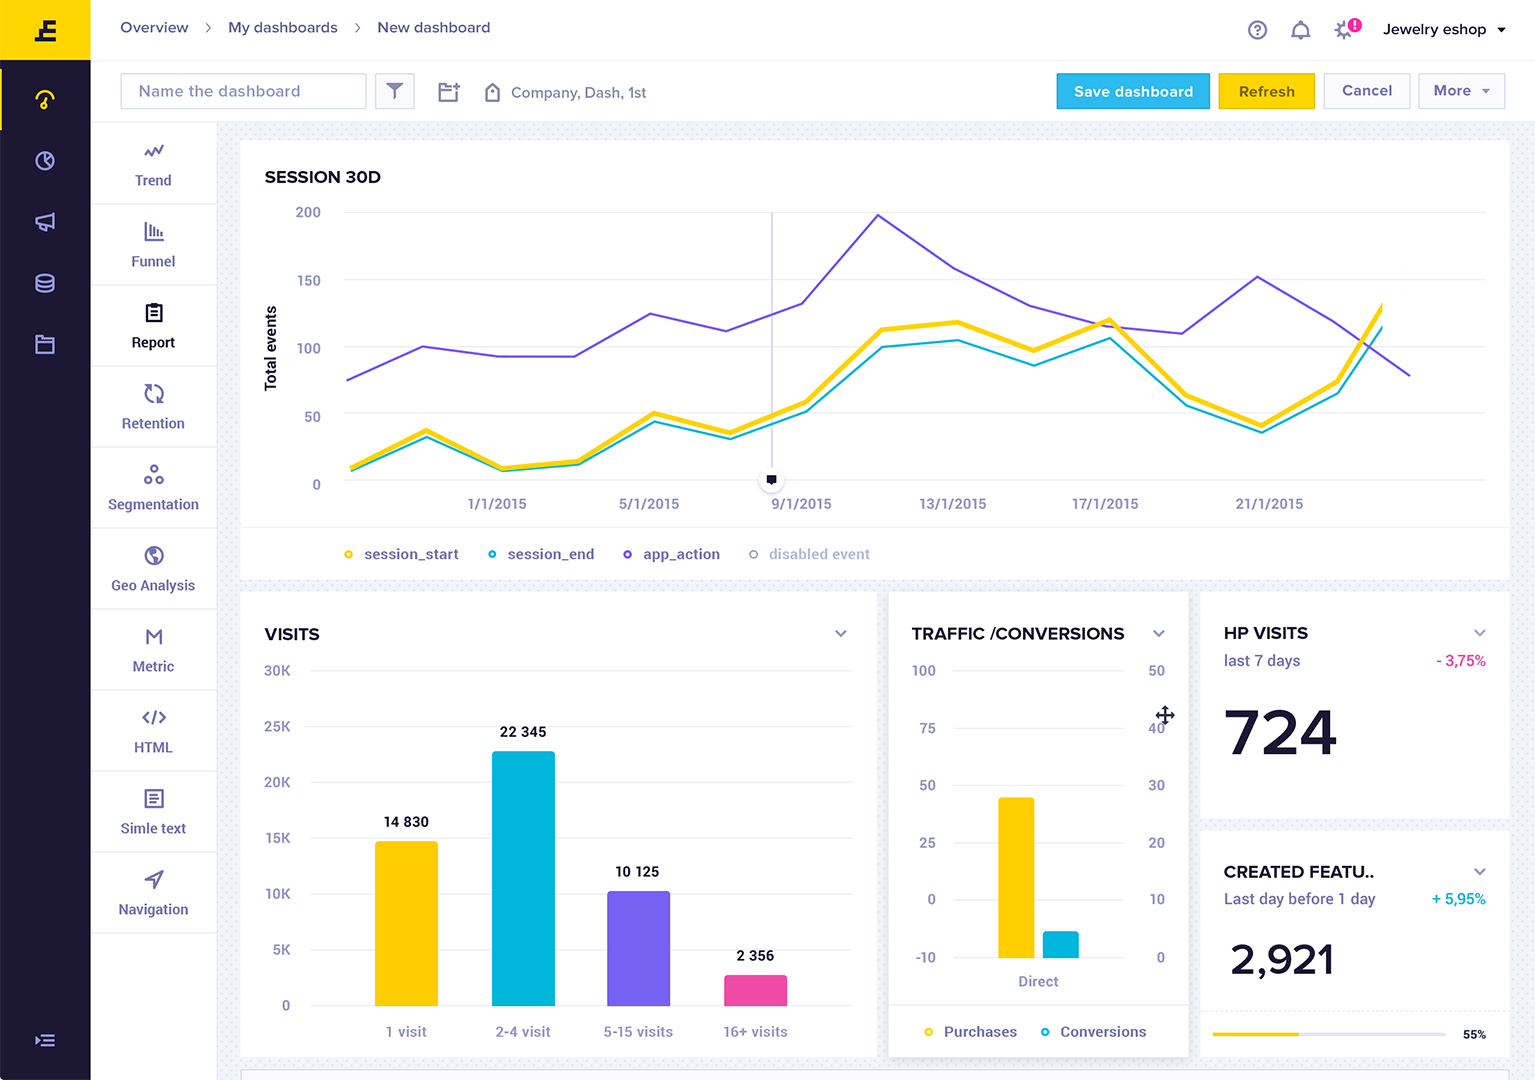 Overview > My dashboards > New dashboard
Jewelry eshop
Name the dashboard
Company, Dash, 1st
Save dashboard
Refresh
Cancel
More
Trend
Funnel
Report
Retention
Segmentation
Geo Analysis
Metric
HTML
Simle text
Navigation
SESSION 30D
Total events
200
150
100
50
0
1/1/2015 5/1/2015 9/1/2015 13/1/2015 17/1/2015 21/1/2015
session_start session_end app_action disabled event
VISITS
30K
25K
20K
15K
10K
5K
0
14 830
22 345
10 125
2 356
1 visit 2-4 visit 5-15 visits 16+ visits
TRAFFIC /CONVERSIONS
100 50
75 40
50 30
25 20
0 10
-10 0
Direct
Purchases Conversions
HP VISITS
last 7 days - 3,75%
724
CREATED FEATU..
Last day before 1 day + 5,95%
2,921
55%